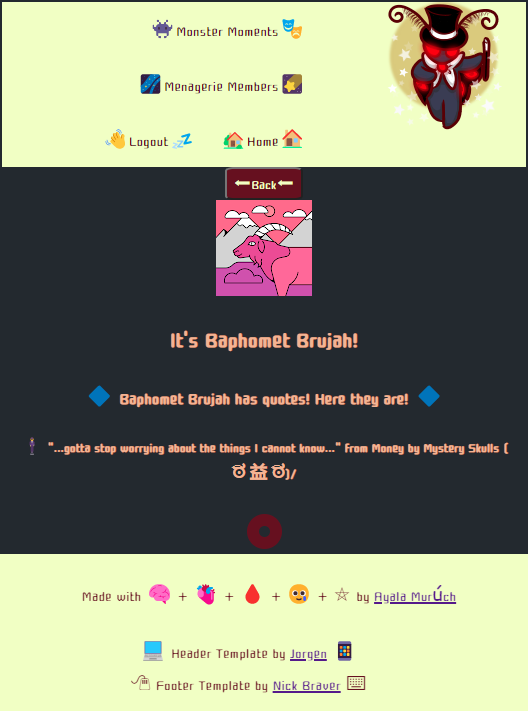 Monster Moments
Menagerie Members
Logout 💤 Home
⬅Back⬅
It's Baphomet Brujah!
Baphomet Brujah has quotes! Here they are!
"...gotta stop worrying about the things I cannot know..." from Money by Mystery Skulls (
ಠ益ಠ)/
Made with 🧠 + 🫀 + 🩸 + 🥹 + ☆ by Ayala Murúch
Header Template by Jorgen
Footer Template by Nick Braver